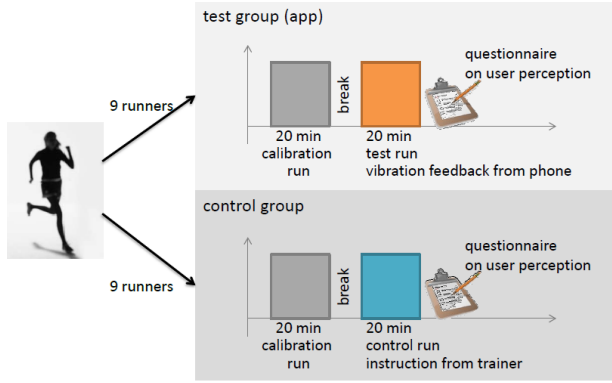 test group (app)
questionnaire
on user perception
break
9 runners
20 min
calibration
run
20 min
test run
vibration feedback from phone
control group
questionnaire
on user perception
break
9 runners
20 min
calibration
run
20 min
control run
instruction from trainer